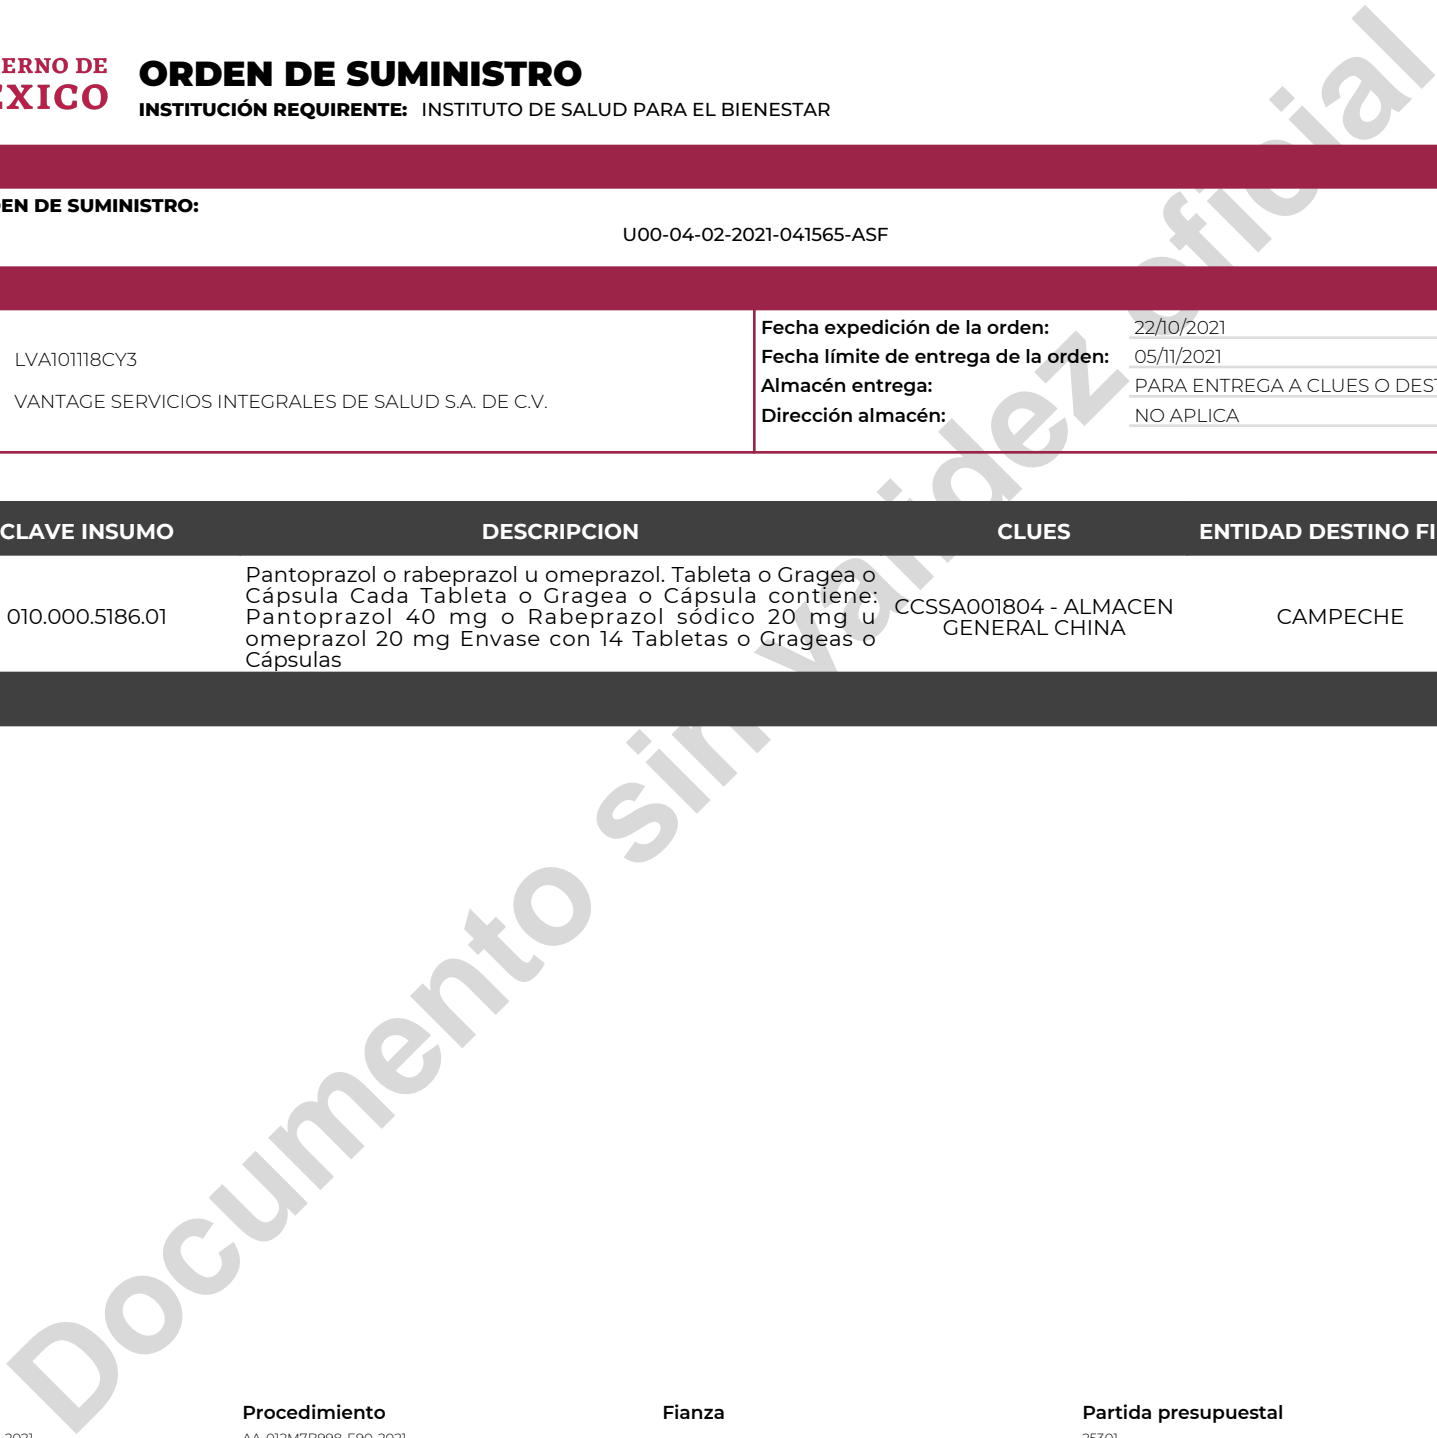 ERNO DE
ORDEN DE SUMINISTRO
INSTITUCIÓN REQUIRENTE: INSTITUTO DE SALUD PARA EL BIENESTAR
EN DE SUMINISTRO:
U00-04-02-2021-041565-ASF
Fecha expedición de la orden: 22/10/2021
LVA101118CY3
Fecha límite de entrega de la orden: 05/11/2021
VANTAGE SERVICIOS INTEGRALES DE SALUD S.A. DE C.V.
Almacén entrega: PARA ENTREGA A CLUES O DEST
Dirección almacén: NO APLICA
CLAVE INSUMO DESCRIPCION CLUES ENTIDAD DESTINO FI
010.000.5186.01
Pantoprazol o rabeprazol u omeprazol. Tableta o Gragea o
Cápsula Cada Tableta o Gragea o Cápsula contiene:
Pantoprazol 40 mg o Rabeprazol sódico 20 mg u
omeprazol 20 mg Envase con 14 Tabletas o Grageas o
Cápsulas
CCSSA001804 - ALMACEN
GENERAL CHINA
CAMPECHE
Documento sin validez oficial
Procedimiento Fianza Partida presupuestal